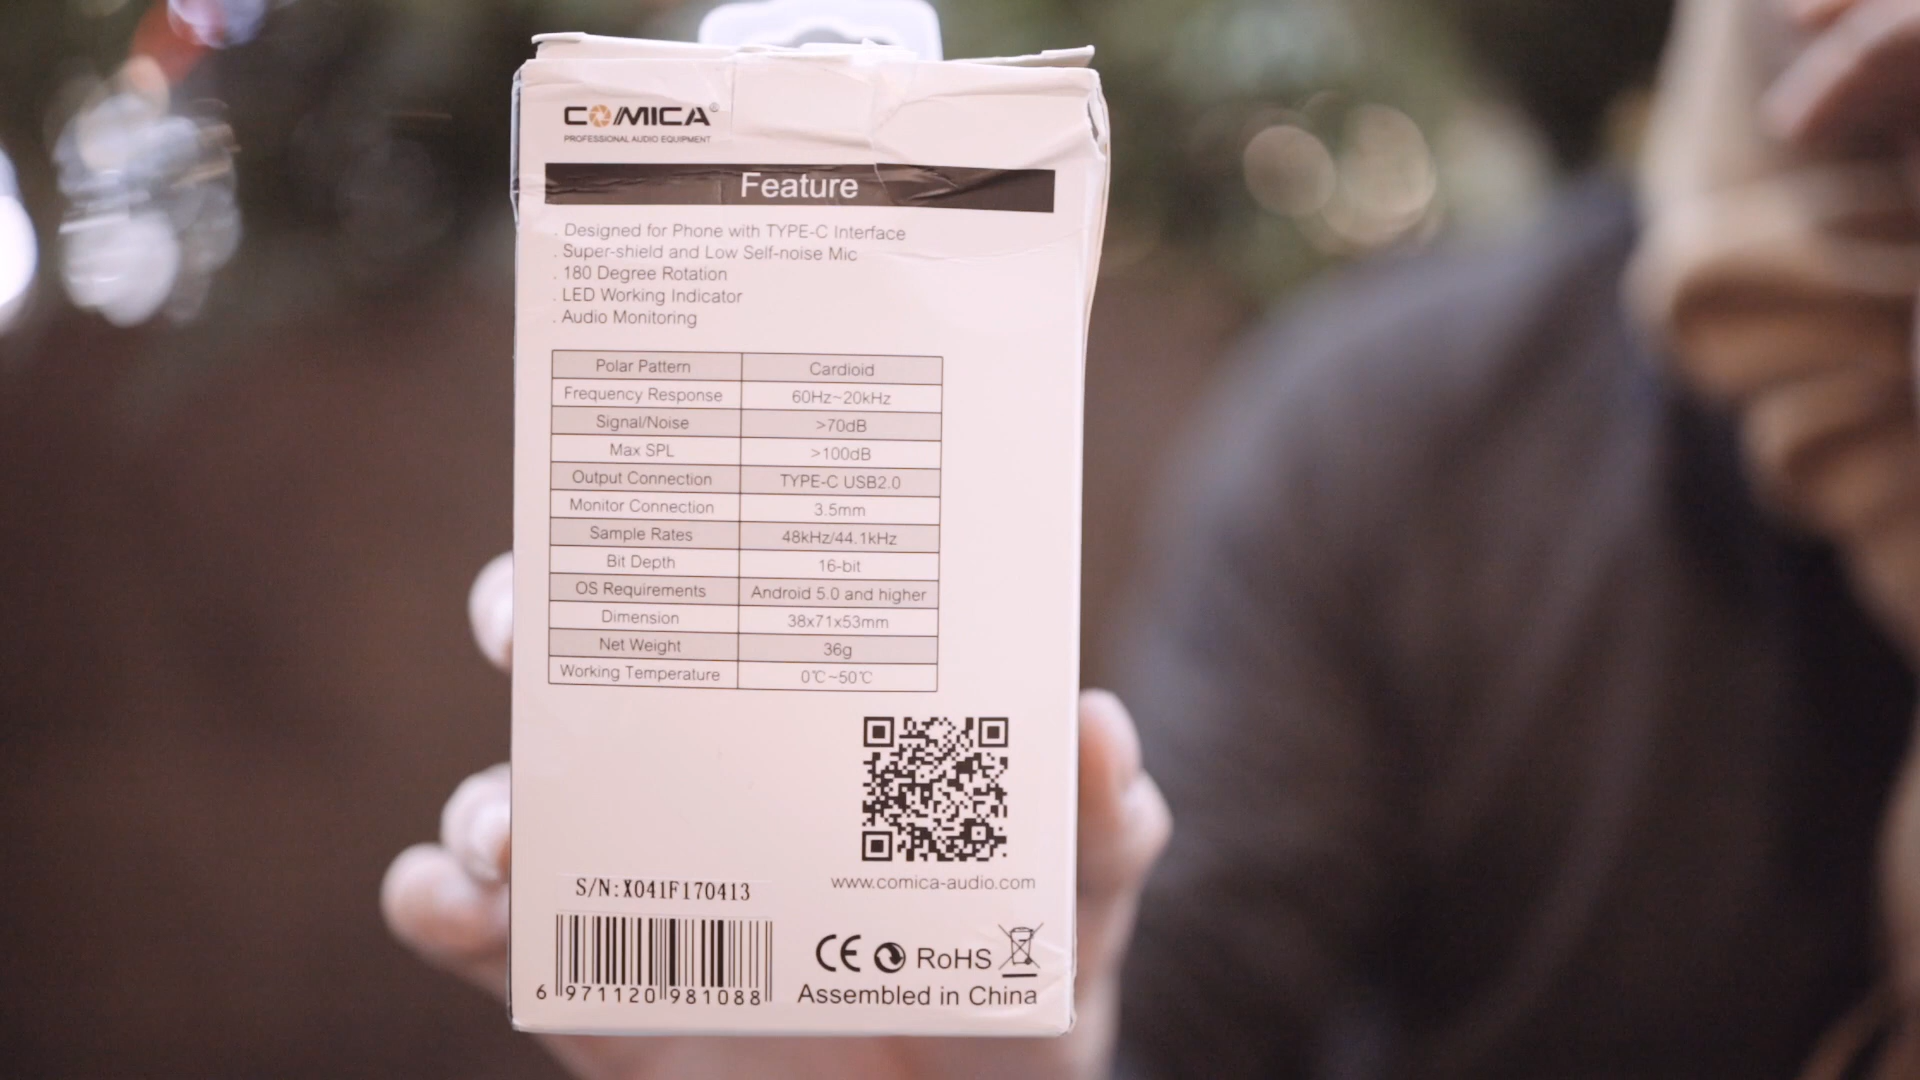 COMICA®
PROFESSIONAL AUDIO EQUIPMENT
Feature
. Designed for Phone with TYPE-C Interface
. Super-shield and Low Self-noise Mic
. 180 Degree Rotation
. LED Working Indicator
. Audio Monitoring
Polar Pattern Cardioid
Frequency Response 60Hz~20kHz
Signal/Noise >70dB
Max SPL >100dB
Output Connection TYPE-C USB2.0
Monitor Connection 3.5mm
Sample Rates 48kHz/44.1kHz
Bit Depth 16-bit
OS Requirements Android 5.0 and higher
Dimension 38x71x53mm
Net Weight 36g
Working Temperature 0℃~50℃
www.comica-audio.com
S/N:X041F170413
6 971120 981088
CE RoHS
Assembled in China